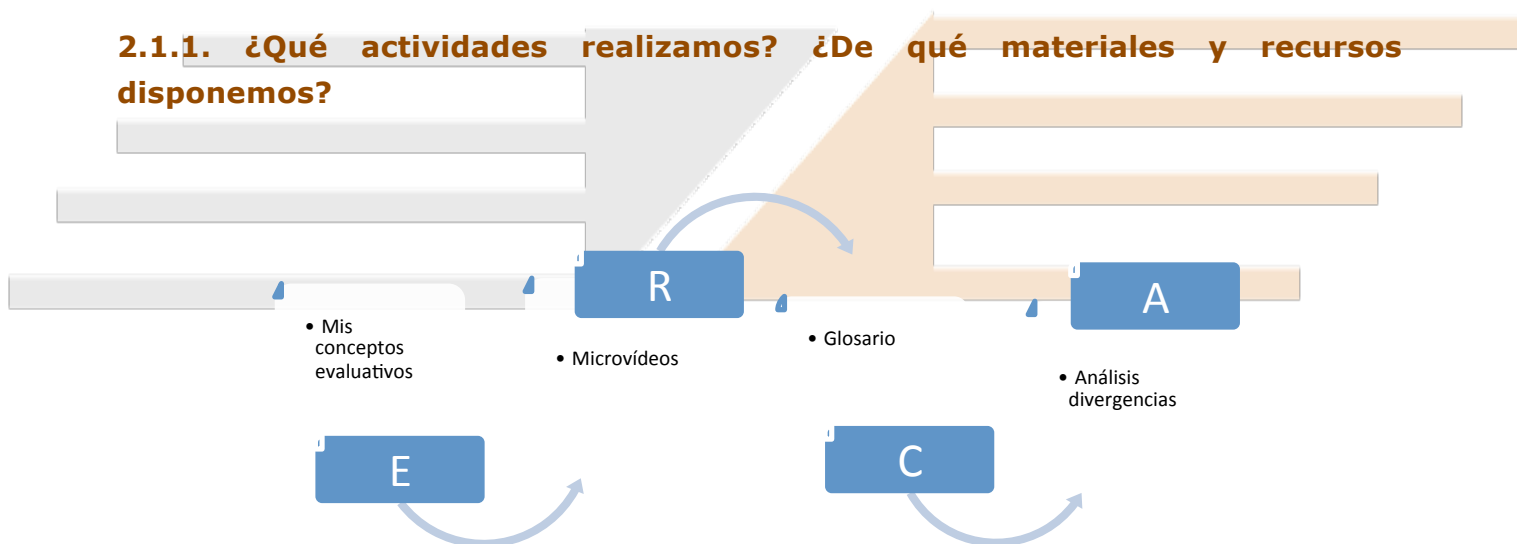 2.1.1. ¿Qué actividades realizamos? ¿De qué materiales y recursos
disponemos?
R
A
• Mis
conceptos
evaluativos
• Microvídeos
• Glosario
• Análisis
divergencias
E
C